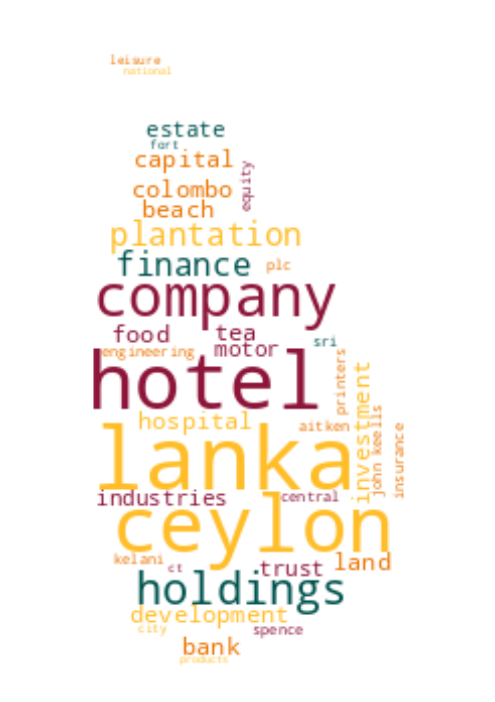 leisure
national
estate
fort
capital
equity
colombo
beach
plantation
finance
plc
company
food
tea
sri
engineering
motor
hotel
printers
investment
hospital
aitken
john keells
insurance
lanka
industries
central
ceylon
kelani
ct
trust
land
holdings
development
city
spence
bank
products